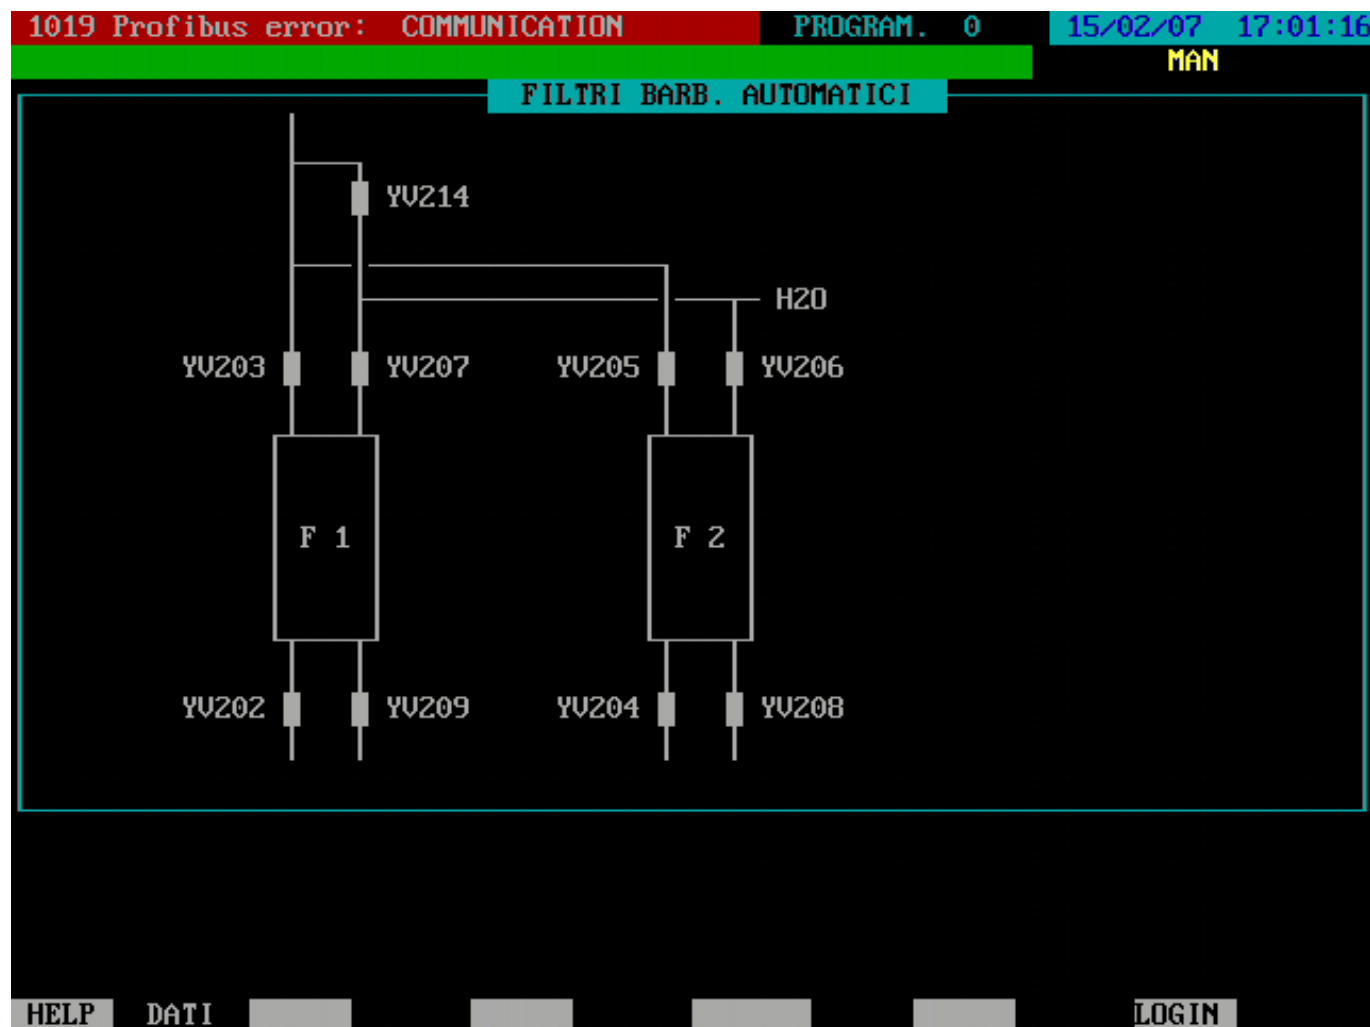 1019 Profibus error: COMMUNICATION PROGRAM. 0 15/02/07 17:01:16
MAN
FILTRI BARB. AUTOMATICI
YV214
H2O
YV203 YV207 YV205 YV206
F 1 F 2
YV202 YV209 YV204 YV208
HELP DATI LOGIN